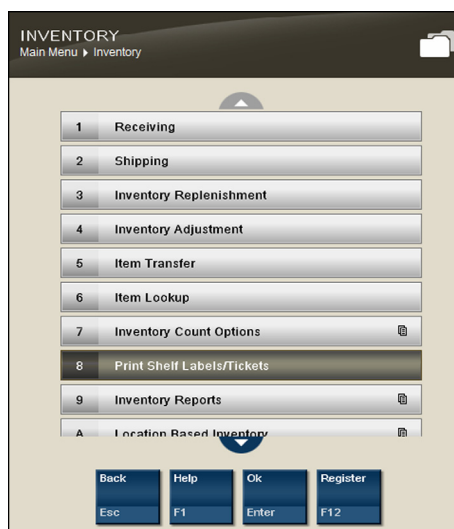 INVENTORY
Main Menu ▸ Inventory
1 Receiving
2 Shipping
3 Inventory Replenishment
4 Inventory Adjustment
5 Item Transfer
6 Item Lookup
7 Inventory Count Options
8 Print Shelf Labels/Tickets
9 Inventory Reports
A Location Based Inventory
Back Help Ok Register
Esc F1 Enter F12